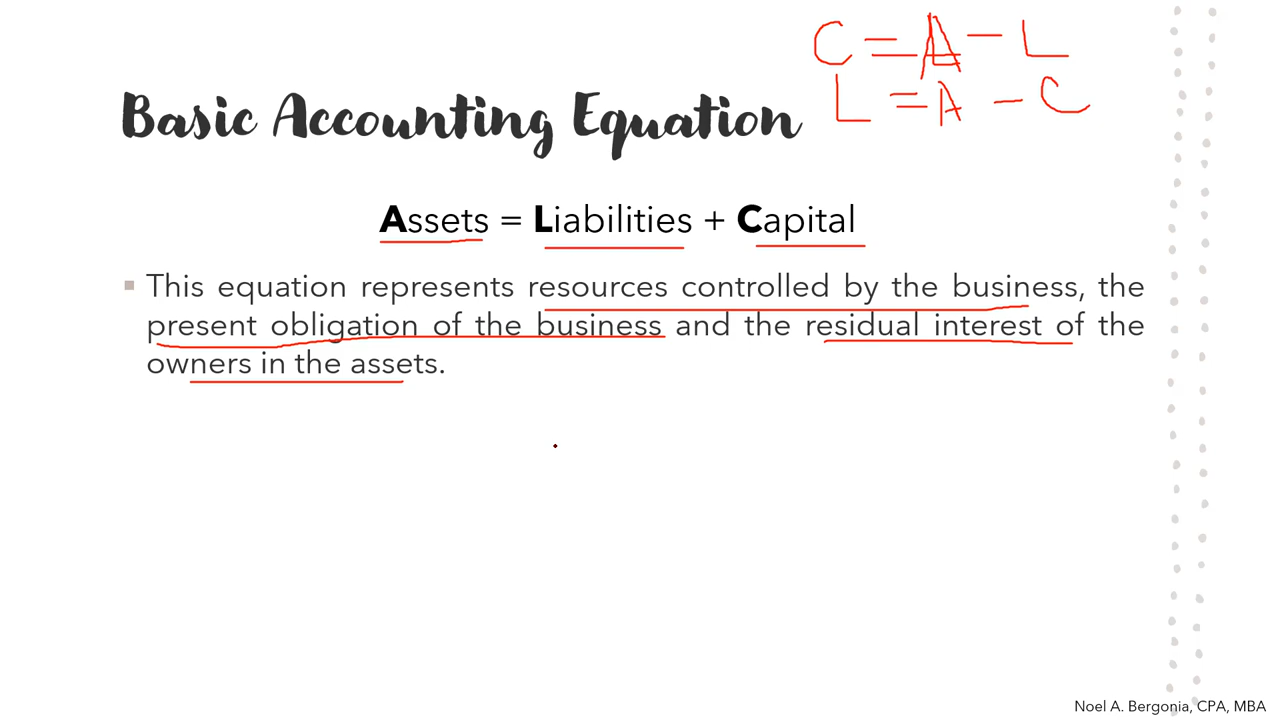 C = A - L
L = A - C
Basic Accounting Equation
Assets = Liabilities + Capital
This equation represents resources controlled by the business, the
present obligation of the business and the residual interest of the
owners in the assets.
Noel A. Bergonia, CPA, MBA